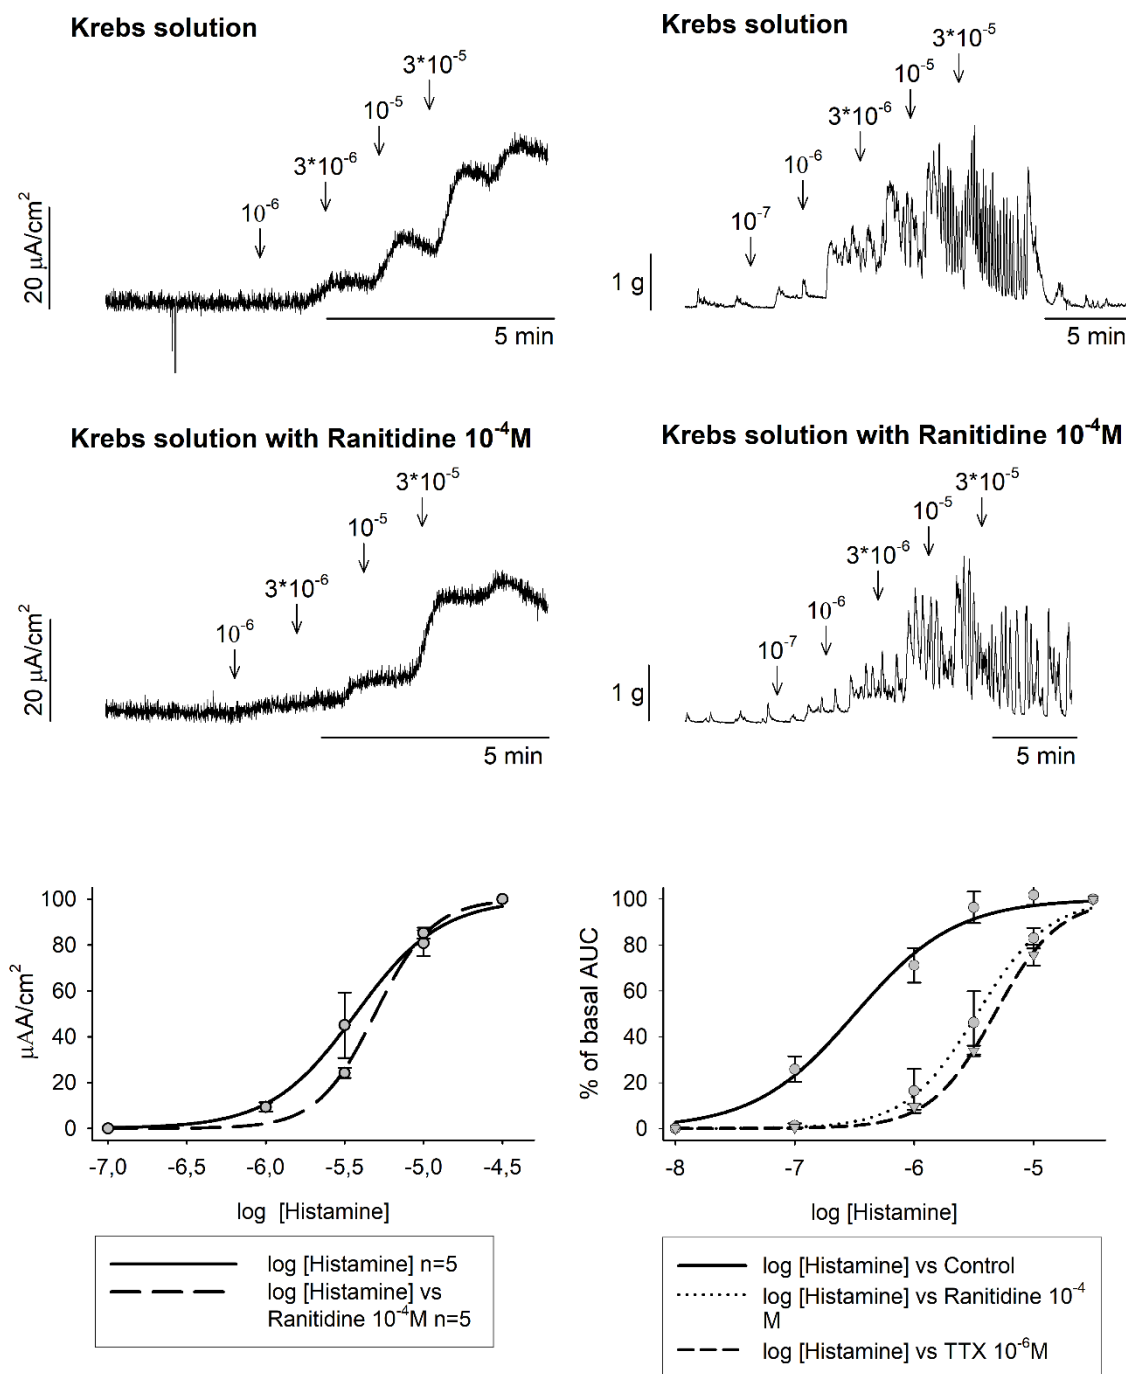 Krebs solution
3*10⁻⁵
10⁻⁵
3*10⁻⁶
10⁻⁶
20 μA/cm²
5 min
Krebs solution
3*10⁻⁵
10⁻⁵
3*10⁻⁶
10⁻⁶
10⁻⁷
1 g
5 min
Krebs solution with Ranitidine 10⁻⁴M
3*10⁻⁵
10⁻⁵
3*10⁻⁶
10⁻⁶
20 μA/cm²
5 min
Krebs solution with Ranitidine 10⁻⁴M
3*10⁻⁵
10⁻⁵
3*10⁻⁶
10⁻⁶
10⁻⁷
1 g
5 min
μAA/cm²
100
80
60
40
20
0
-7,0 -6,5 -6,0 -5,5 -5,0 -4,5
log [Histamine]
log [Histamine] n=5
log [Histamine] vs
Ranitidine 10⁻⁴M n=5
% of basal AUC
100
80
60
40
20
0
-8 -7 -6 -5
log [Histamine]
log [Histamine] vs Control
log [Histamine] vs Ranitidine 10⁻⁴
M
log [Histamine] vs TTX 10⁻⁶M